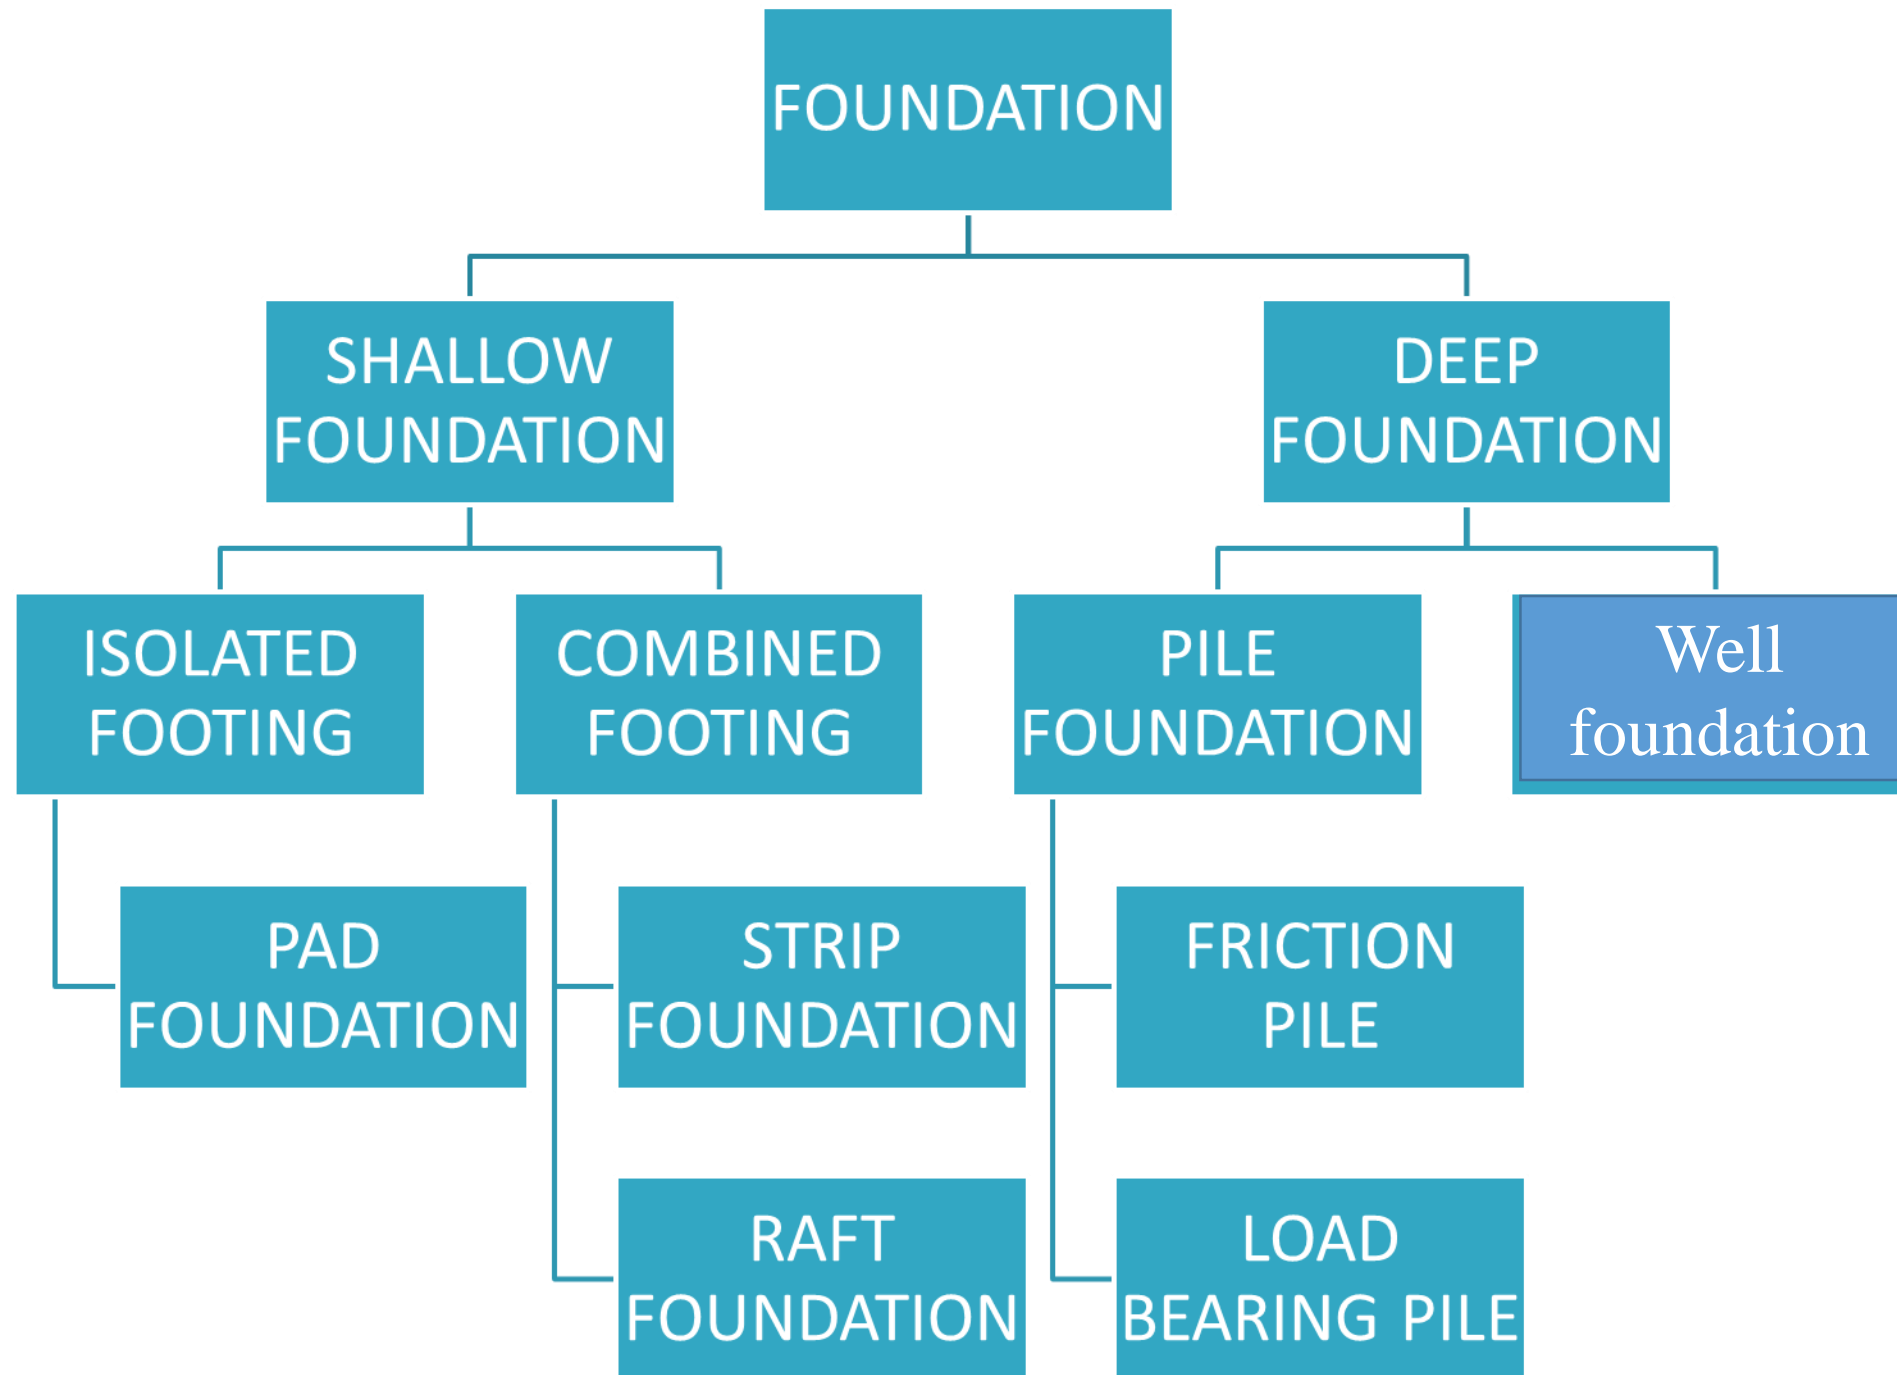 FOUNDATION
SHALLOW
FOUNDATION
DEEP
FOUNDATION
ISOLATED
FOOTING
COMBINED
FOOTING
PILE
FOUNDATION
Well
foundation
PAD
FOUNDATION
STRIP
FOUNDATION
FRICTION
PILE
RAFT
FOUNDATION
LOAD
BEARING PILE